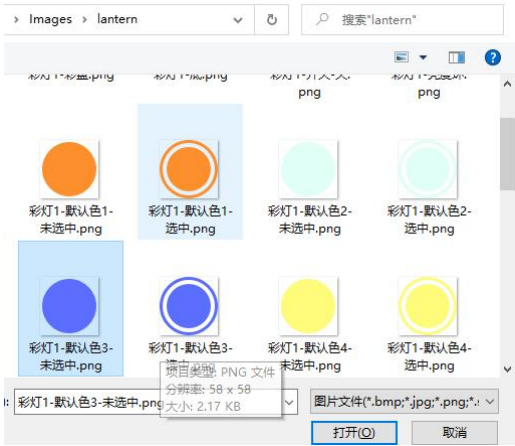 Images
lantern
搜索"lantern"
png
png
彩灯1-默认色1-
未选中.png
彩灯1-默认色1-
选中.png
彩灯1-默认色2-
未选中.png
彩灯1-默认色2-
选中.png
彩灯1-默认色3-
未选中.png
彩灯1-默认色3-
选中.png
彩灯1-默认色4-
未选中.png
彩灯1-默认色4-
选中.png
项目类型: PNG 文件
分辨率: 58 x 58
大小: 2.17 KB
彩灯1-默认色3-未选中.png
图片文件(*.bmp;*.jpg;*.png;*.
打开(O)
取消